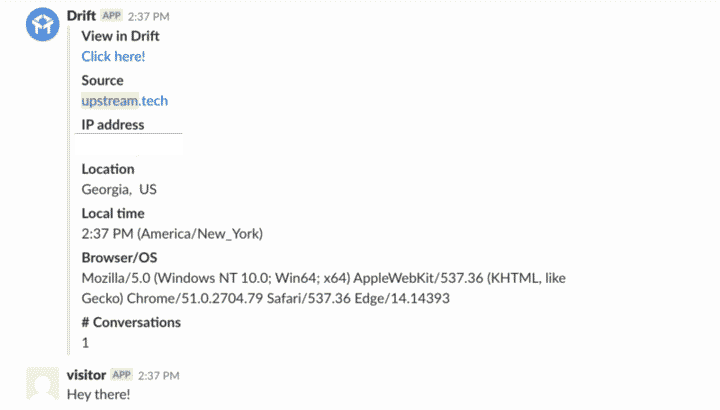 Drift APP 2:37 PM
View in Drift
Click here!
Source
upstream.tech
IP address
Location
Georgia, US
Local time
2:37 PM (America/New_York)
Browser/OS
Mozilla/5.0 (Windows NT 10.0; Win64; x64) AppleWebKit/537.36 (KHTML, like
Gecko) Chrome/51.0.2704.79 Safari/537.36 Edge/14.14393
# Conversations
1
visitor APP 2:37 PM
Hey there!